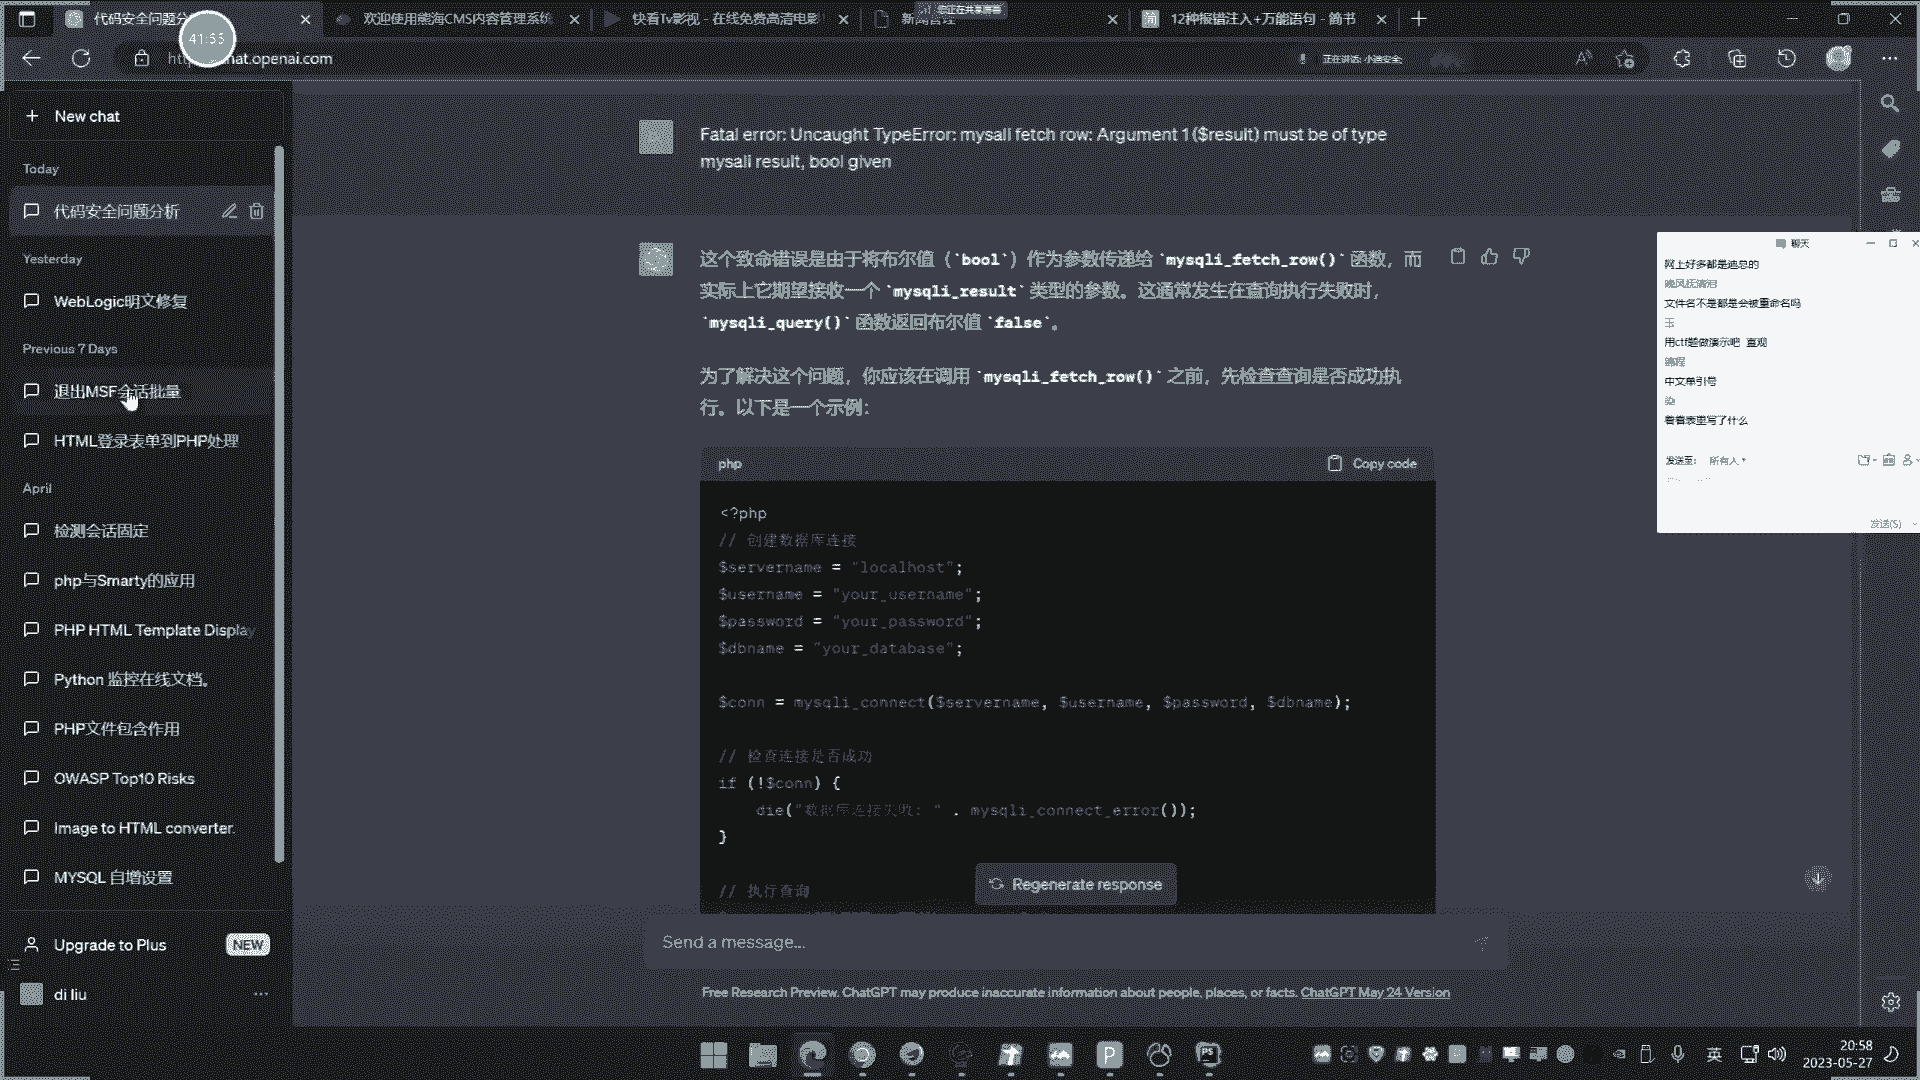 代码安全问题分
欢迎使用熊海CMS内容管理系统
快看Tv影视 - 在线免费高清电影
新闻管理
12种报错注入+万能语句 - 简书
您正在共享屏幕
41:55
hat.openai.com
正在讲话: 小迪安全;
New chat
Today
代码安全问题分析
Yesterday
WebLogic明文修复
Previous 7 Days
退出MSF会话批量
HTML登录表单到PHP处理
April
检测会话固定
php与Smarty的应用
PHP HTML Template Display
Python 监控在线文档。
PHP文件包含作用
OWASP Top10 Risks
Image to HTML converter.
MYSQL 自增设置
Upgrade to Plus
NEW
di liu
Fatal error: Uncaught TypeError: mysqli fetch row: Argument 1 ($result) must be of type
mysqli result, bool given
这个致命错误是由于将布尔值（`bool`）作为参数传递给 `mysqli_fetch_row()` 函数，而
实际上它期望接收一个 `mysqli_result` 类型的参数。这通常发生在查询执行失败时，
`mysqli_query()` 函数返回布尔值 `false`。
为了解决这个问题，你应该在调用 `mysqli_fetch_row()` 之前，先检查查询是否成功执
行。以下是一个示例：
php
Copy code
<?php
// 创建数据库连接
$servername = "localhost";
$username = "your_username";
$password = "your_password";
$dbname = "your_database";
$conn = mysqli_connect($servername, $username, $password, $dbname);
// 检查连接是否成功
if (!$conn) {
die("数据库连接失败: " . mysqli_connect_error());
}
// 执行查询
Regenerate response
Send a message...
Free Research Preview. ChatGPT may produce inaccurate information about people, places, or facts. ChatGPT May 24 Version
聊天
网上好多都是迪总的
晚风抚清泪
文件名不是都是会被重命名吗
玉
用ctf题做演示吧 直观
中文单引号
染
看看表里写了什么
发送至:
所有人
发送(S)
英
20:58
2023-05-27